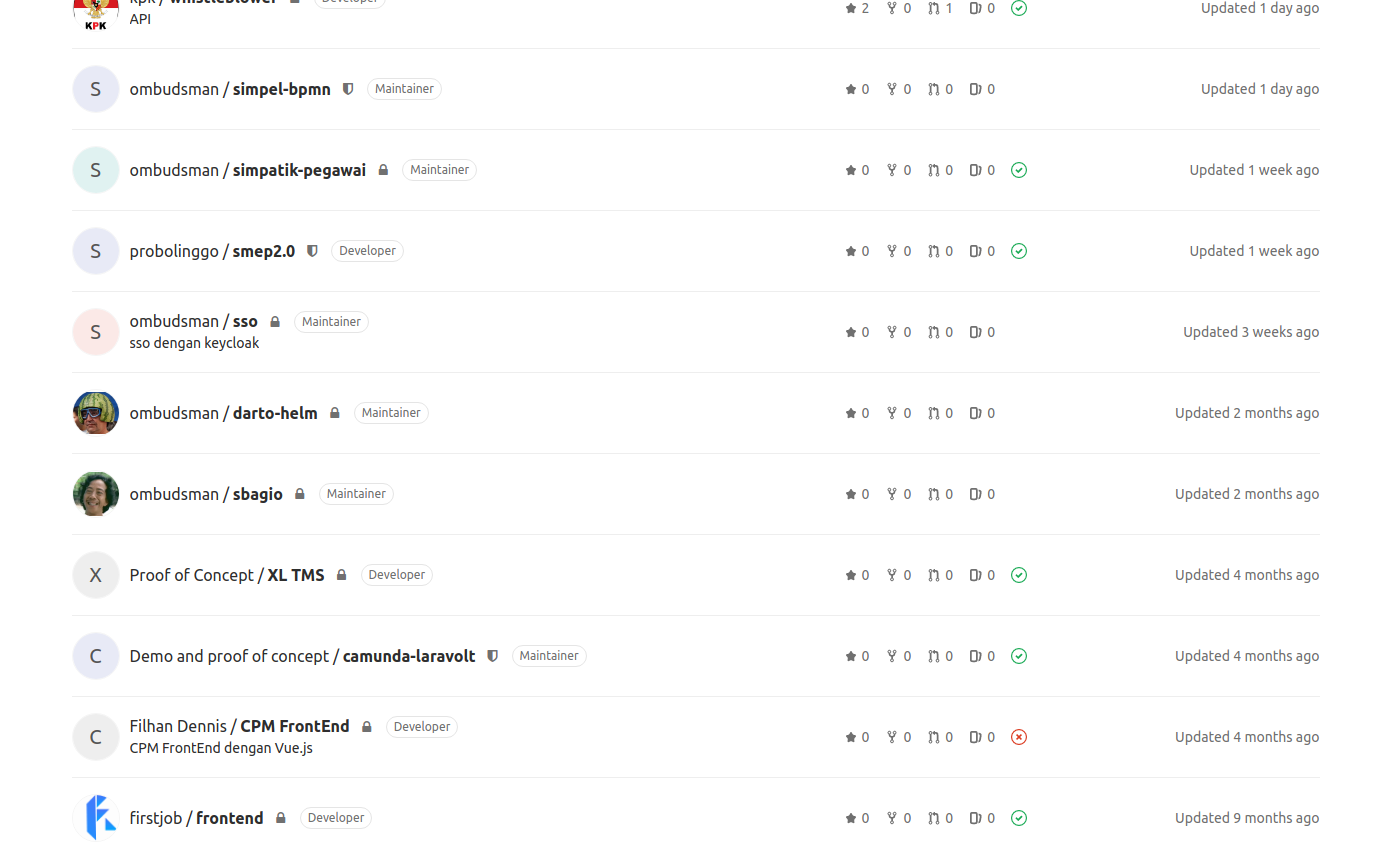 kpk / whistleblower Developer 2 0 1 0 Updated 1 day ago
KPK
API
S ombudsman / simpel-bpmn Maintainer 0 0 0 0 Updated 1 day ago
S ombudsman / simpatik-pegawai Maintainer 0 0 0 0 Updated 1 week ago
S probolinggo / smep2.0 Developer 0 0 0 0 Updated 1 week ago
S ombudsman / sso Maintainer 0 0 0 0 Updated 3 weeks ago
sso dengan keycloak
ombudsman / darto-helm Maintainer 0 0 0 0 Updated 2 months ago
ombudsman / sbagio Maintainer 0 0 0 0 Updated 2 months ago
X Proof of Concept / XL TMS Developer 0 0 0 0 Updated 4 months ago
C Demo and proof of concept / camunda-laravolt Maintainer 0 0 0 0 Updated 4 months ago
C Filhan Dennis / CPM FrontEnd Developer 0 0 0 0 Updated 4 months ago
CPM FrontEnd dengan Vue.js
firstjob / frontend Developer 0 0 0 0 Updated 9 months ago